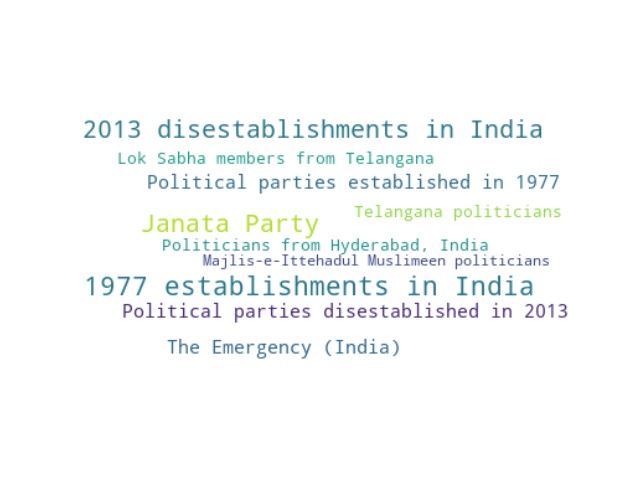 2013 disestablishments in India
Lok Sabha members from Telangana
Political parties established in 1977
Telangana politicians
Janata Party
Politicians from Hyderabad, India
Majlis-e-Ittehadul Muslimeen politicians
1977 establishments in India
Political parties disestablished in 2013
The Emergency (India)